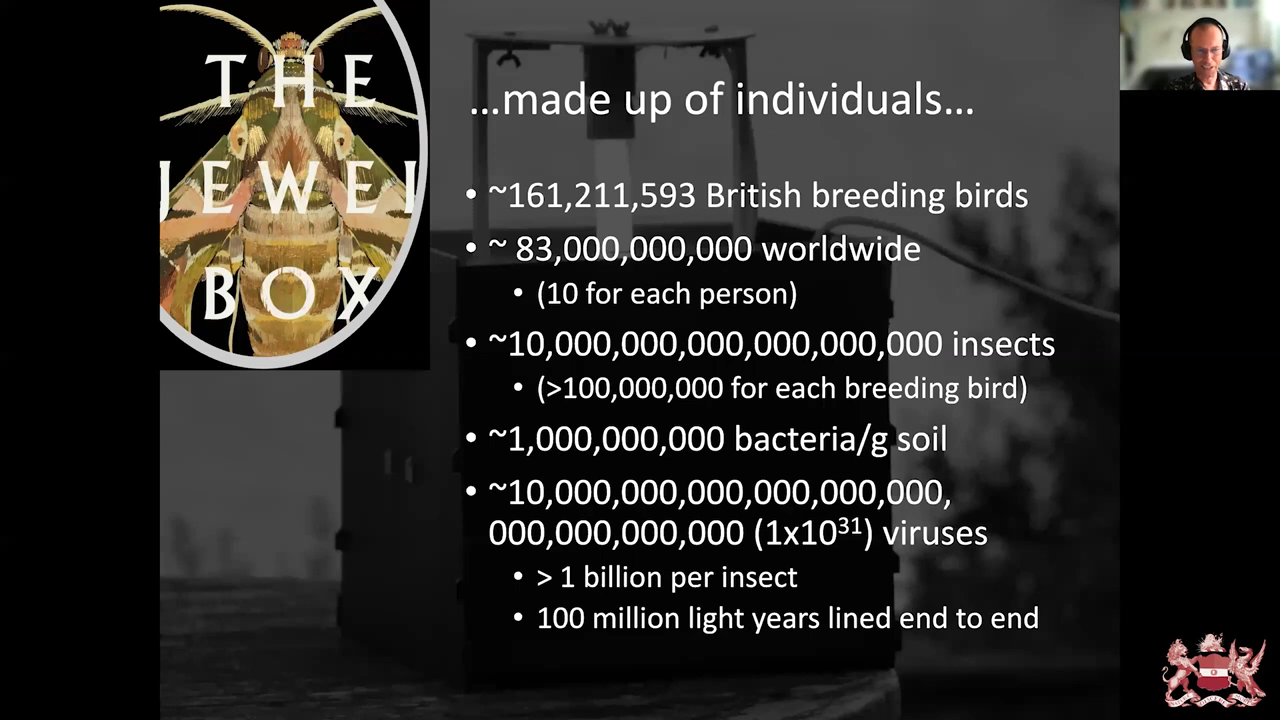 THE
JEWEL
BOX
…made up of individuals…
• ~161,211,593 British breeding birds
• ~ 83,000,000,000 worldwide
• (10 for each person)
• ~10,000,000,000,000,000,000 insects
• (>100,000,000 for each breeding bird)
• ~1,000,000,000 bacteria/g soil
• ~10,000,000,000,000,000,000,
000,000,000,000 (1x10³¹) viruses
• > 1 billion per insect
• 100 million light years lined end to end